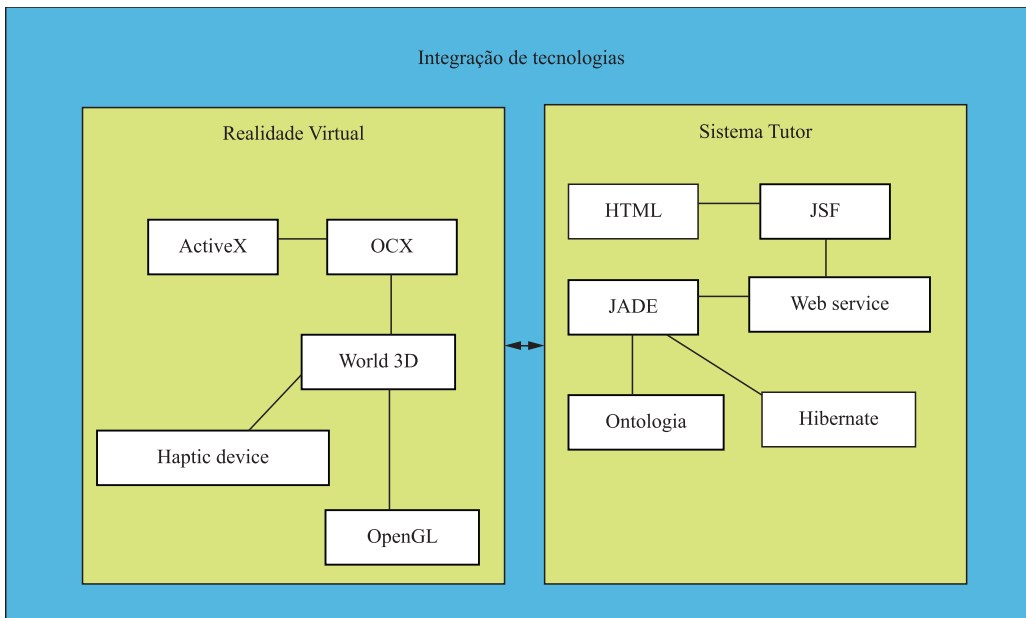 Integração de tecnologias
Realidade Virtual
ActiveX
OCX
World 3D
Haptic device
OpenGL
Sistema Tutor
HTML
JSF
JADE
Web service
Ontologia
Hibernate